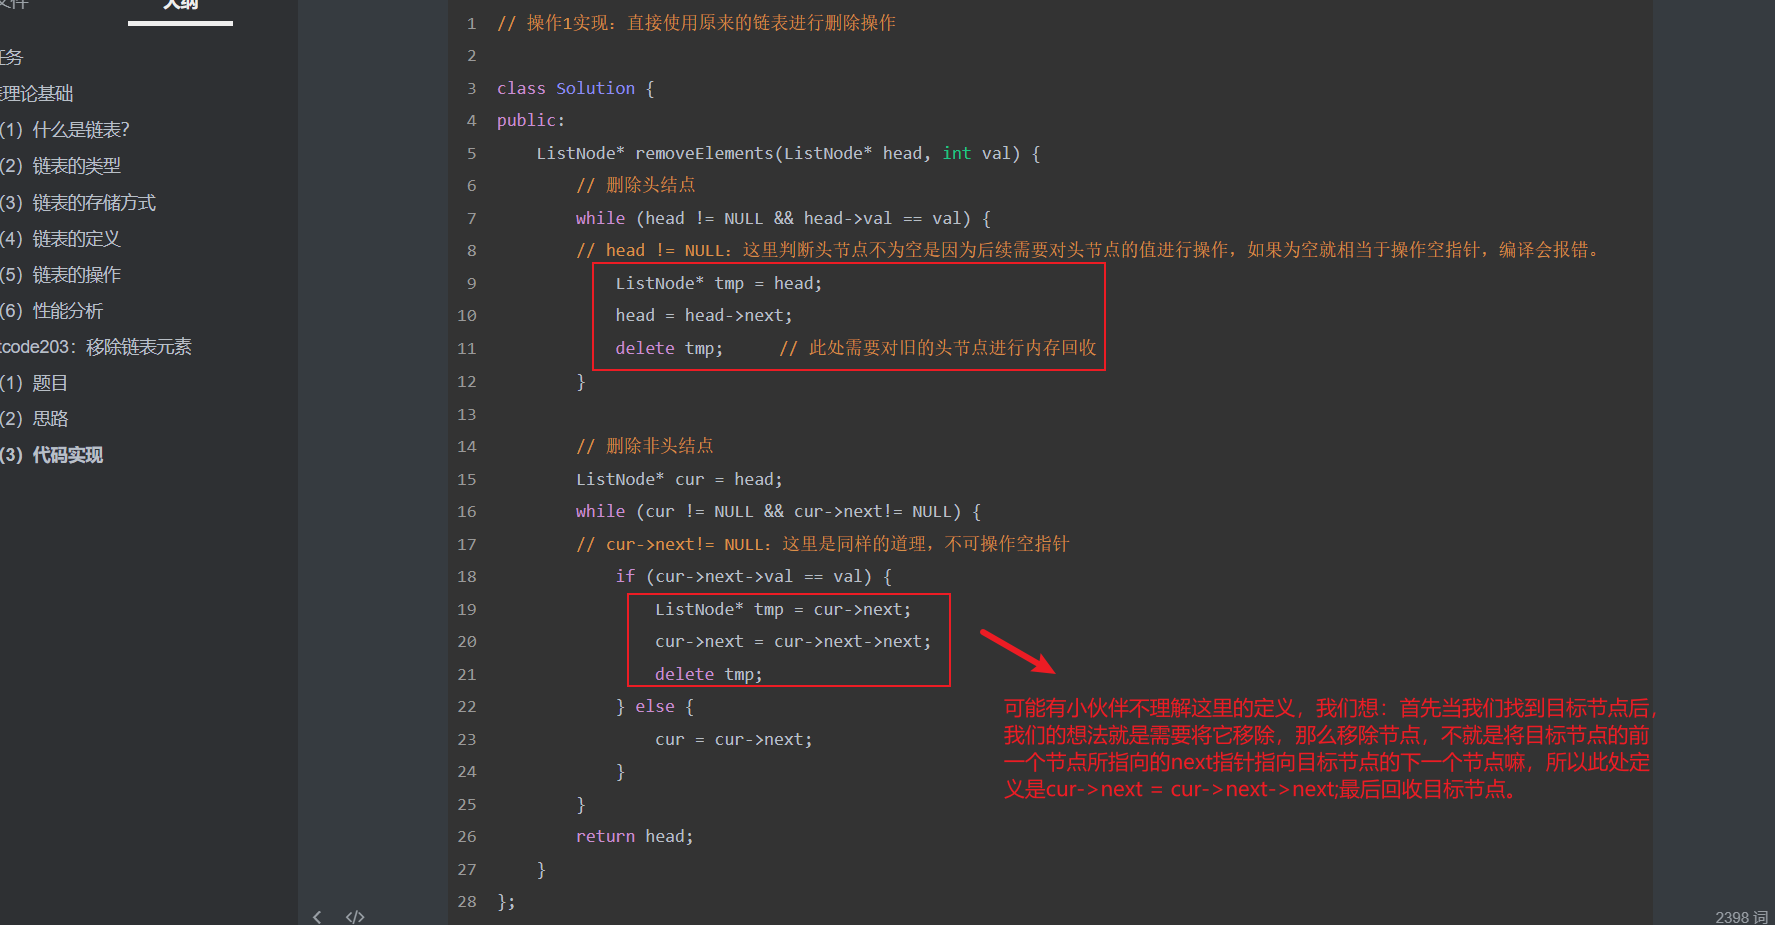 大纲
(1) 什么是链表？
(2) 链表的类型
(3) 链表的存储方式
(4) 链表的定义
(5) 链表的操作
(6) 性能分析
tcode203：移除链表元素
(1) 题目
(2) 思路
(3) 代码实现
1 // 操作1实现：直接使用原来的链表进行删除操作
2
3 class Solution {
4 public:
5 ListNode* removeElements(ListNode* head, int val) {
6 // 删除头结点
7 while (head != NULL && head->val == val) {
8 // head != NULL：这里判断头节点不为空是因为后续需要对头节点的值进行操作，如果为空就相当于操作空指针，编译会报错。
9 ListNode* tmp = head;
10 head = head->next;
11 delete tmp; // 此处需要对旧的头节点进行内存回收
12 }
13
14 // 删除非头结点
15 ListNode* cur = head;
16 while (cur != NULL && cur->next!= NULL) {
17 // cur->next!= NULL：这里是同样的道理，不可操作空指针
18 if (cur->next->val == val) {
19 ListNode* tmp = cur->next;
20 cur->next = cur->next->next;
21 delete tmp;
22 } else {
23 cur = cur->next;
24 }
25 }
26 return head;
27 }
28 };
可能有小伙伴不理解这里的定义，我们想：首先当我们找到目标节点后，
我们的想法就是需要将它移除，那么移除节点，不就是将目标节点的前
一个节点所指向的next指针指向目标节点的下一个节点嘛，所以此处定
义是cur->next = cur->next->next;最后回收目标节点。
</>
2398 词